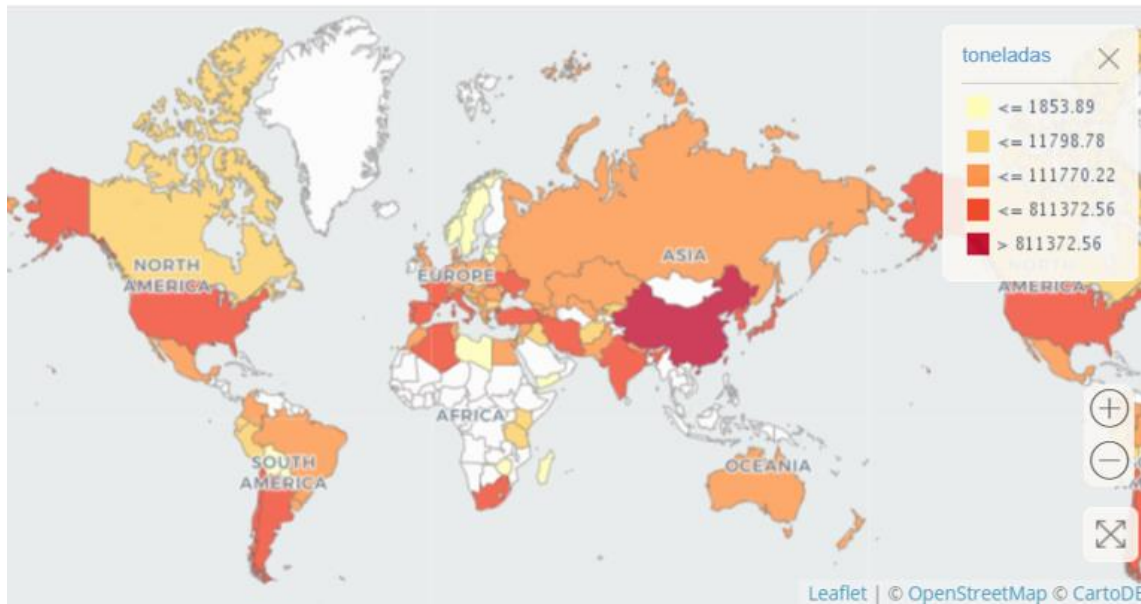 toneladas
<= 1853.89
<= 11798.78
<= 111770.22
<= 811372.56
> 811372.56
ASIA
NORTH
AMERICA
EUROPE
AMERICA
AFRICA
SOUTH
AMERICA
OCEANIA
Leaflet | © OpenStreetMap © CartoDB